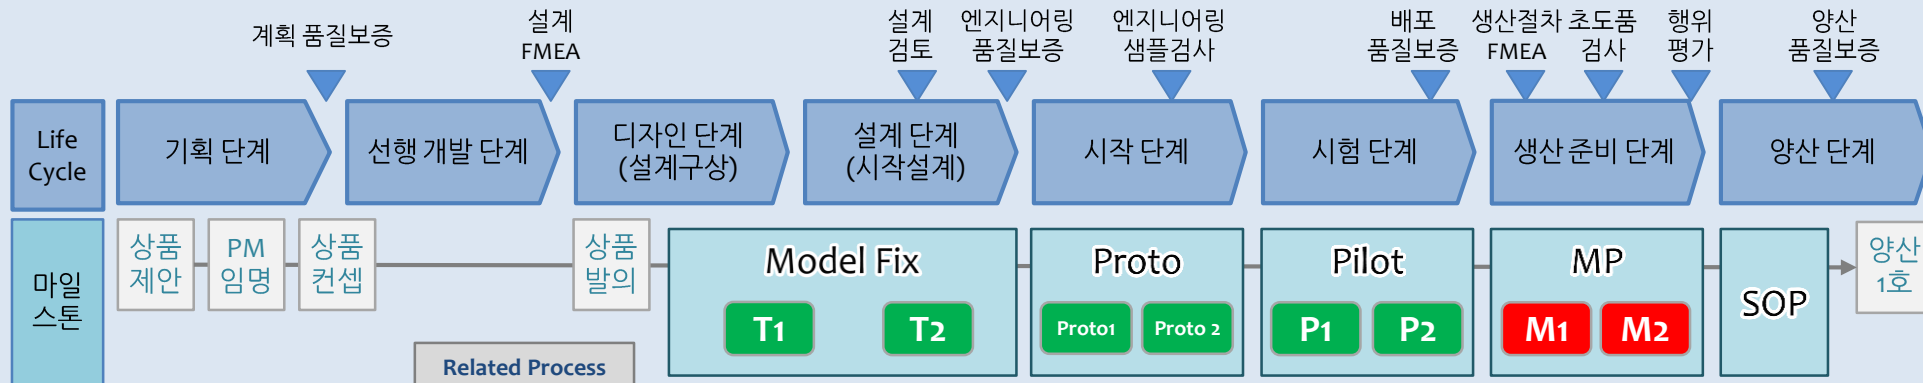 계획 품질보증
설계
FMEA
설계
검토
엔지니어링
품질보증
엔지니어링
샘플검사
배포
품질보증
생산절차
FMEA
초도품
검사
행위
평가
양산
품질보증
Life
Cycle
기획 단계
선행 개발 단계
디자인 단계
(설계구상)
설계 단계
(시작설계)
시작 단계
시험 단계
생산 준비 단계
양산 단계
마일
스톤
상품
제안
PM
임명
상품
컨셉
상품
발의
Model Fix
T1
T2
Proto
Proto1
Proto 2
Pilot
P1
P2
MP
M1
M2
SOP
양산
1호
Related Process